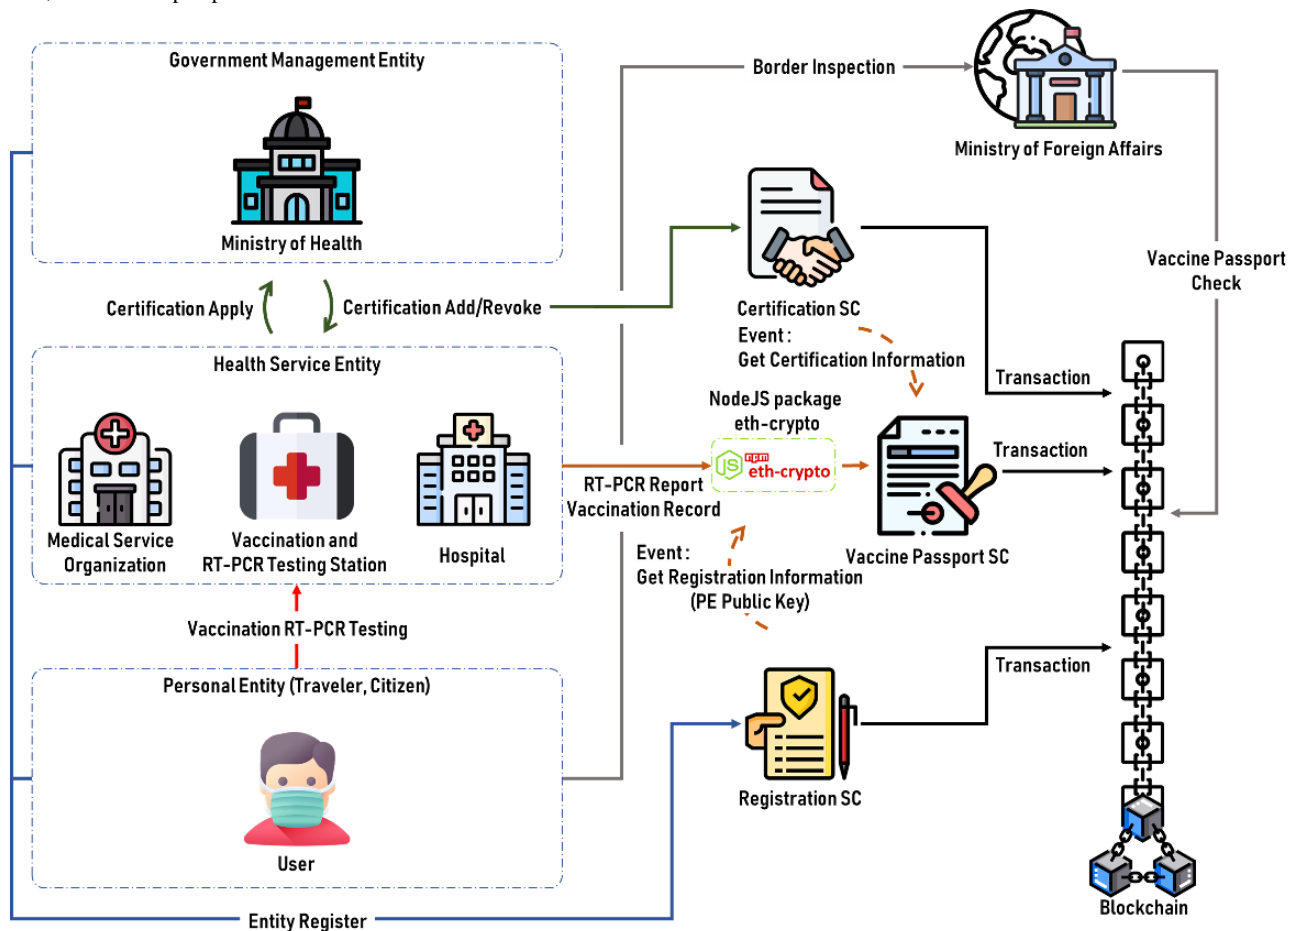 Government Management Entity
Ministry of Health
Border Inspection
Ministry of Foreign Affairs
Vaccine Passport
Check
Certification Apply
Certification Add/Revoke
Certification SC
Event :
Get Certification Information
Health Service Entity
Medical Service
Organization
Vaccination and
RT-PCR Testing Station
Hospital
RT-PCR Report
Vaccination Record
NodeJS package
eth-crypto
JS
npm
eth-crypto
Vaccine Passport SC
Transaction
Transaction
Event :
Get Registration Information
(PE Public Key)
Vaccination RT-PCR Testing
Personal Entity (Traveler, Citizen)
User
Registration SC
Transaction
Entity Register
Blockchain